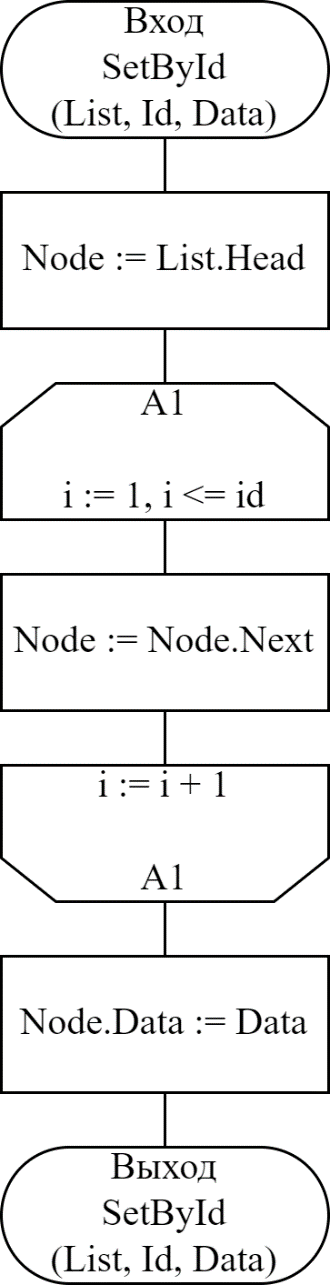 Вход
SetById
(List, Id, Data)
Node := List.Head
A1
i := 1, i <= id
Node := Node.Next
i := i + 1
A1
Node.Data := Data
Выход
SetById
(List, Id, Data)